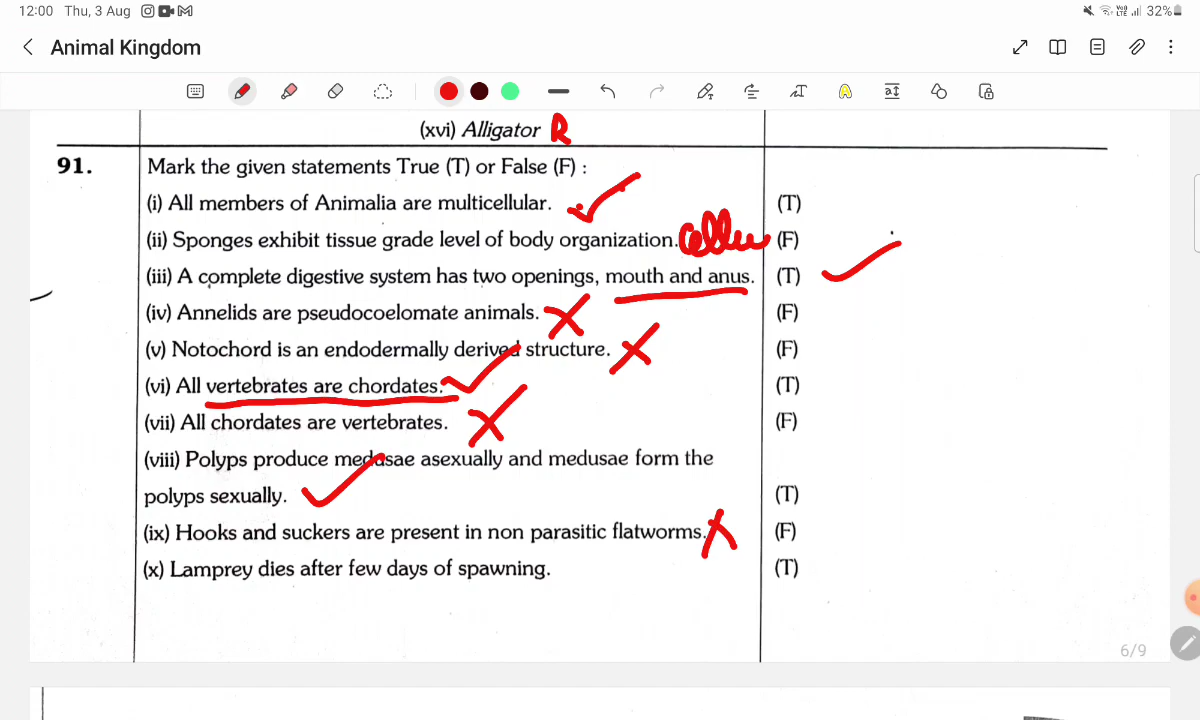 12:00 Thu, 3 Aug
32%
Animal Kingdom
(xvi) Alligator R
91. Mark the given statements True (T) or False (F) :
(i) All members of Animalia are multicellular. (T)
(ii) Sponges exhibit tissue grade level of body organization. (F)
(iii) A complete digestive system has two openings, mouth and anus. (T)
(iv) Annelids are pseudocoelomate animals. (F)
(v) Notochord is an endodermally derived structure. (F)
(vi) All vertebrates are chordates. (T)
(vii) All chordates are vertebrates. (F)
(viii) Polyps produce medusae asexually and medusae form the
polyps sexually. (T)
(ix) Hooks and suckers are present in non parasitic flatworms. (F)
(x) Lamprey dies after few days of spawning. (T)
6/9